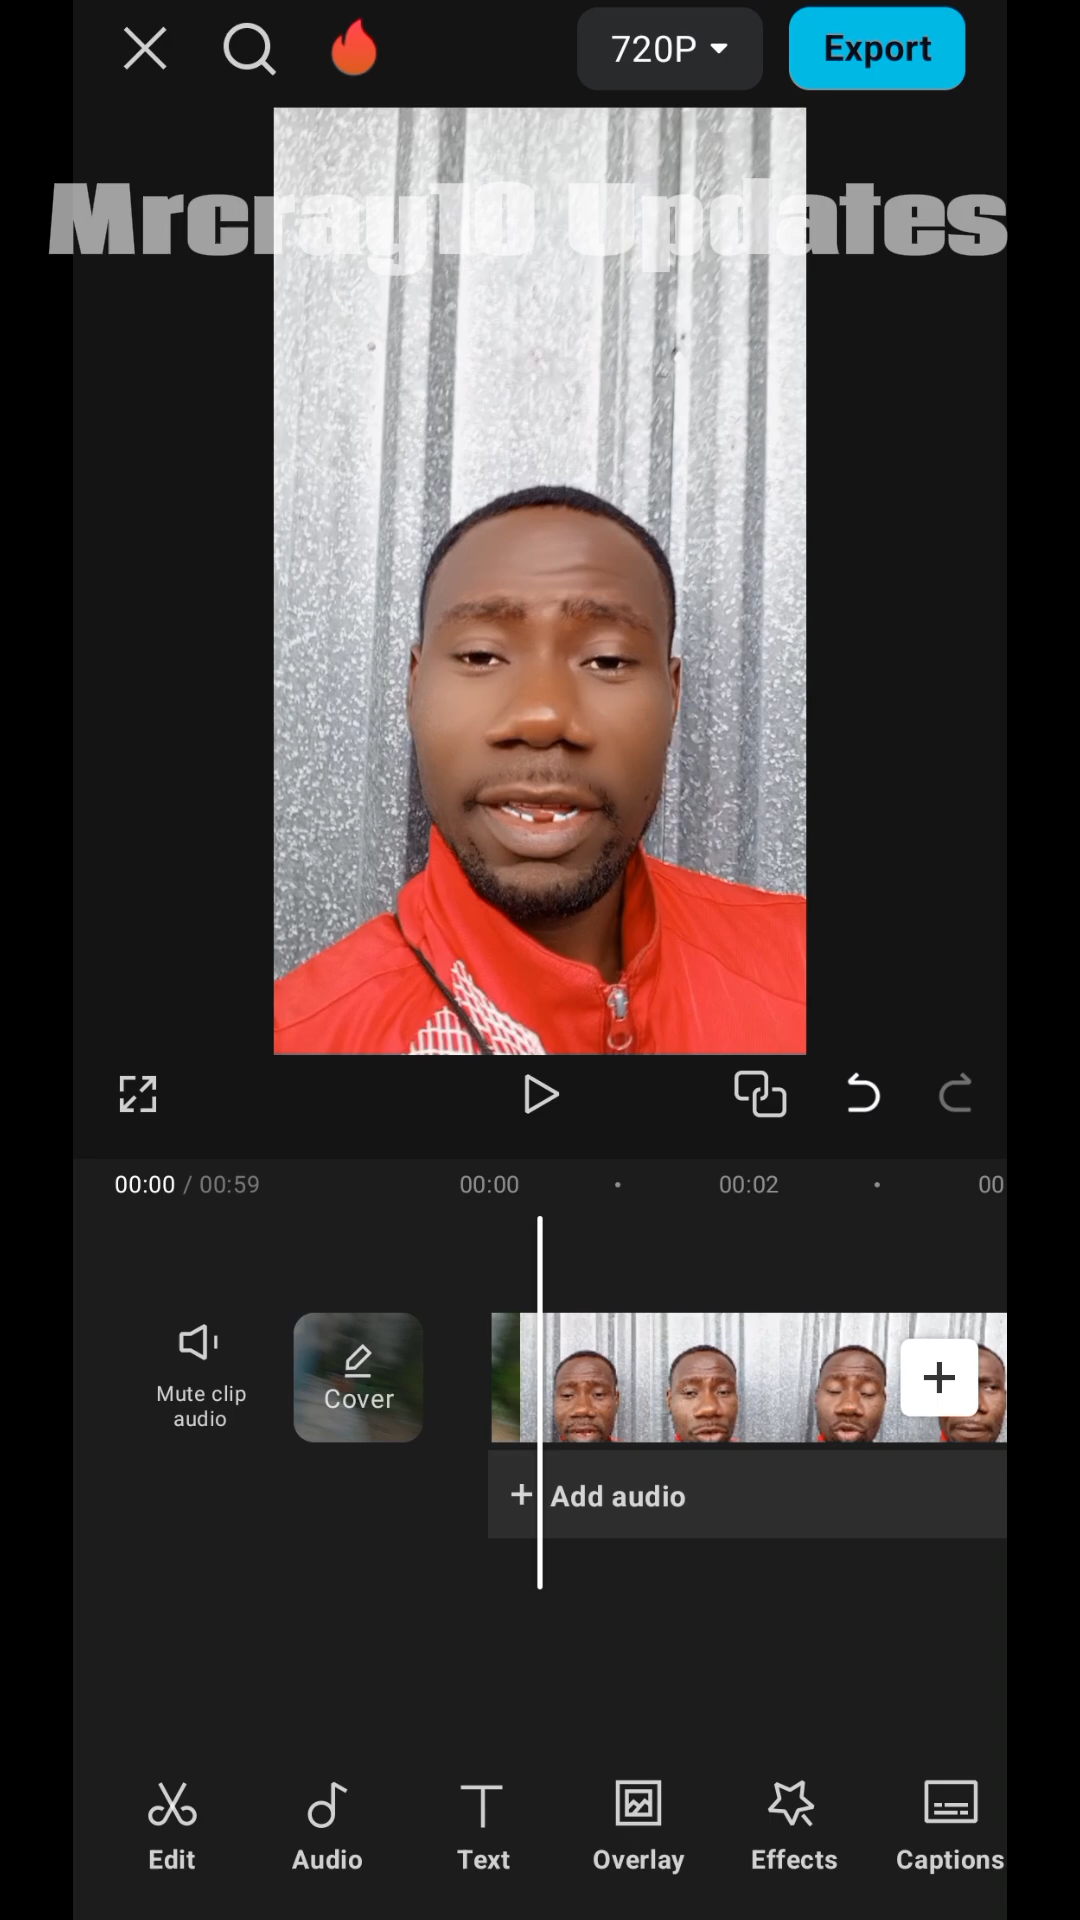 720P
Export
Mrcray10 Updates
00:00 / 00:59
00:00
00:02
00
Mute clip
audio
Cover
+ Add audio
Edit
Audio
Text
Overlay
Effects
Captions